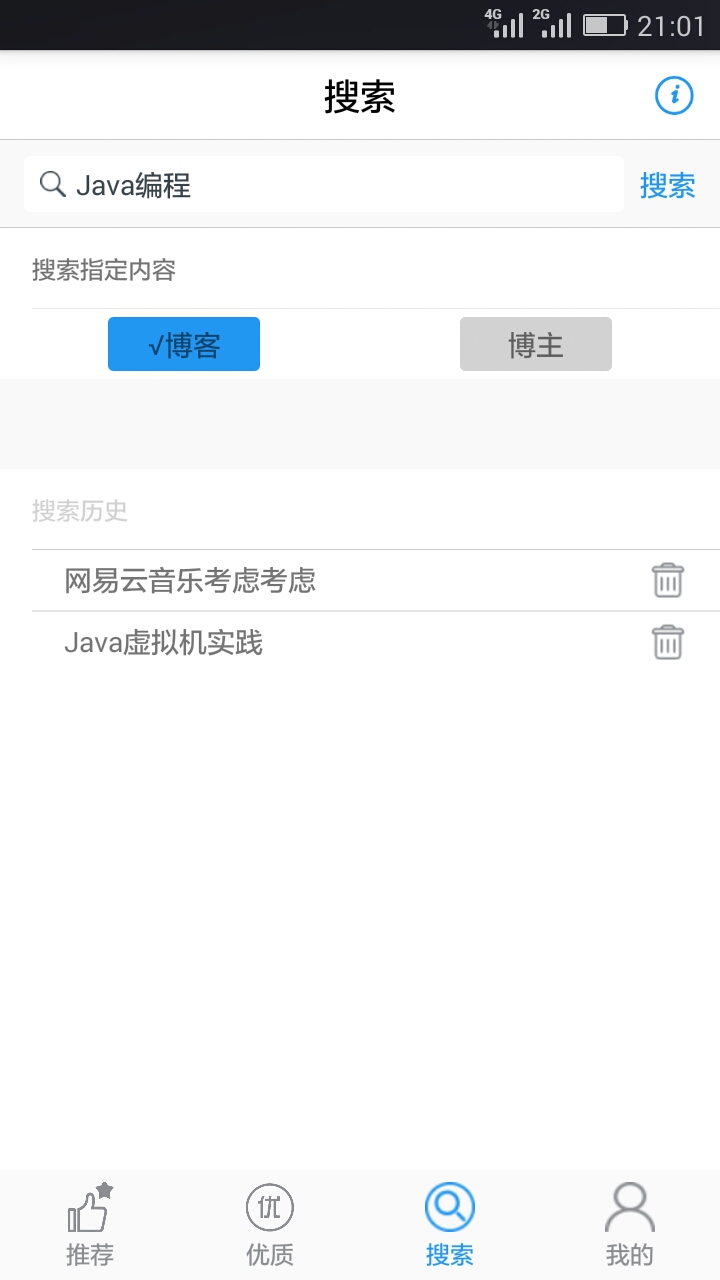 4G 2G 21:01
搜索
Java编程 搜索
搜索指定内容
√博客 博主
搜索历史
网易云音乐考虑考虑
Java虚拟机实践
优
推荐 优质 搜索 我的